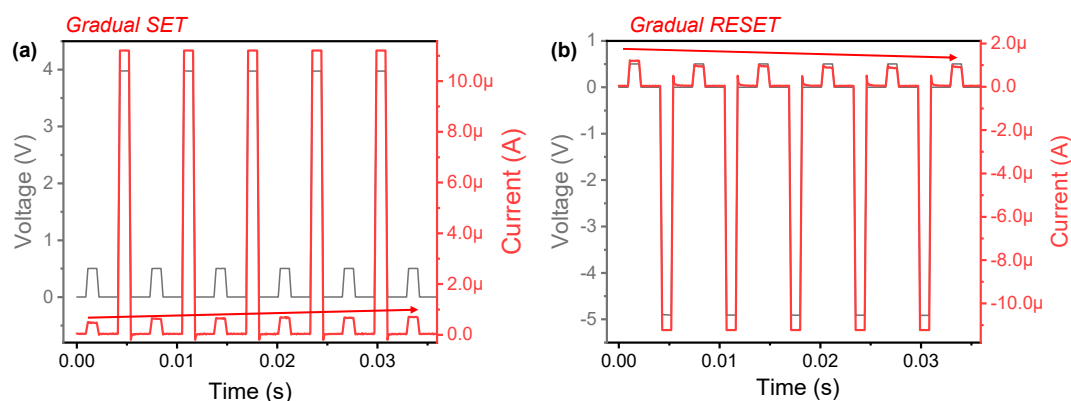 Gradual SET
(a)
4
3
2
1
0
Voltage (V)
10.0µ
8.0µ
6.0µ
4.0µ
2.0µ
0.0
Current (A)
0.00
0.01
0.02
0.03
Time (s)
Gradual RESET
(b)
1
0
-1
-2
-3
-4
-5
Voltage (V)
2.0µ
0.0
-2.0µ
-4.0µ
-6.0µ
-8.0µ
-10.0µ
Current (A)
0.00
0.01
0.02
0.03
Time (s)